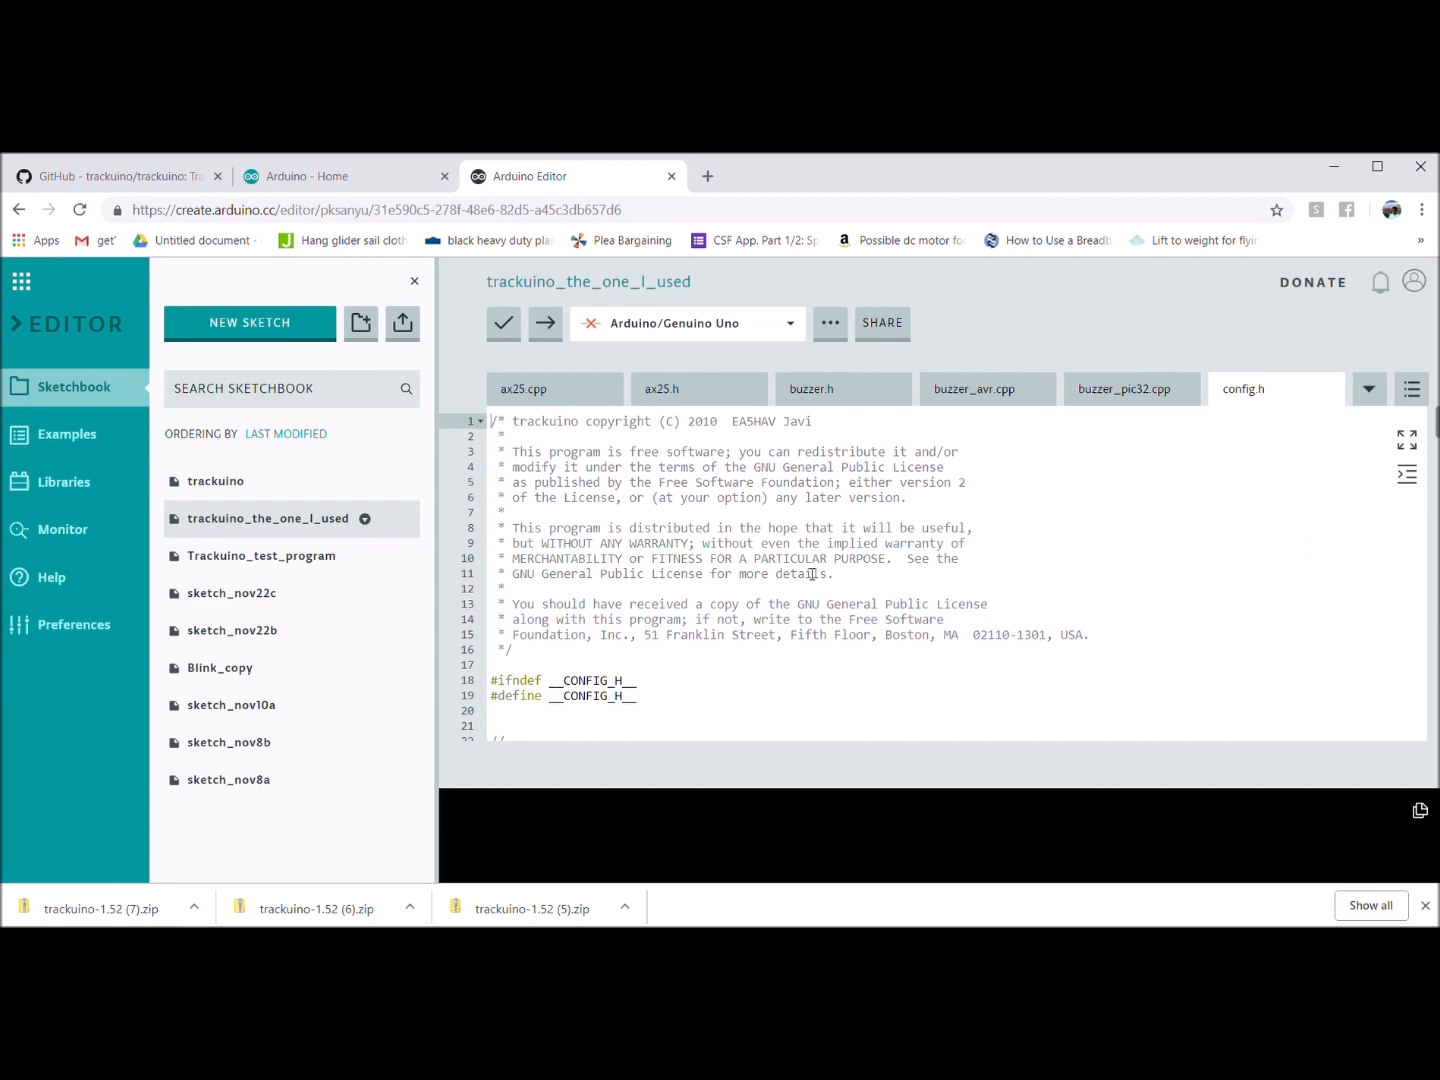 GitHub - trackuino/trackuino: Tra
Arduino - Home
Arduino Editor
https://create.arduino.cc/editor/pksanyu/31e590c5-278f-48e6-82d5-a45c3db657d6
Apps
get'
Untitled document -
Hang glider sail cloth
black heavy duty pla
Plea Bargaining
CSF App. Part 1/2: Sp
Possible dc motor fo
How to Use a Breadb
Lift to weight for flyin
»
EDITOR
Sketchbook
Examples
Libraries
Monitor
Help
Preferences
NEW SKETCH
SEARCH SKETCHBOOK
ORDERING BY LAST MODIFIED
trackuino
trackuino_the_one_I_used
Trackuino_test_program
sketch_nov22c
sketch_nov22b
Blink_copy
sketch_nov10a
sketch_nov8b
sketch_nov8a
trackuino_the_one_I_used
DONATE
Arduino/Genuino Uno
SHARE
ax25.cpp
ax25.h
buzzer.h
buzzer_avr.cpp
buzzer_pic32.cpp
config.h
1 /* trackuino copyright (C) 2010  EA5HAV Javi
2 *
3 * This program is free software; you can redistribute it and/or
4 * modify it under the terms of the GNU General Public License
5 * as published by the Free Software Foundation; either version 2
6 * of the License, or (at your option) any later version.
7 *
8 * This program is distributed in the hope that it will be useful,
9 * but WITHOUT ANY WARRANTY; without even the implied warranty of
10 * MERCHANTABILITY or FITNESS FOR A PARTICULAR PURPOSE.  See the
11 * GNU General Public License for more details.
12 *
13 * You should have received a copy of the GNU General Public License
14 * along with this program; if not, write to the Free Software
15 * Foundation, Inc., 51 Franklin Street, Fifth Floor, Boston, MA  02110-1301, USA.
16 */
17
18 #ifndef __CONFIG_H__
19 #define __CONFIG_H__
20
21
22 //
trackuino-1.52 (7).zip
trackuino-1.52 (6).zip
trackuino-1.52 (5).zip
Show all